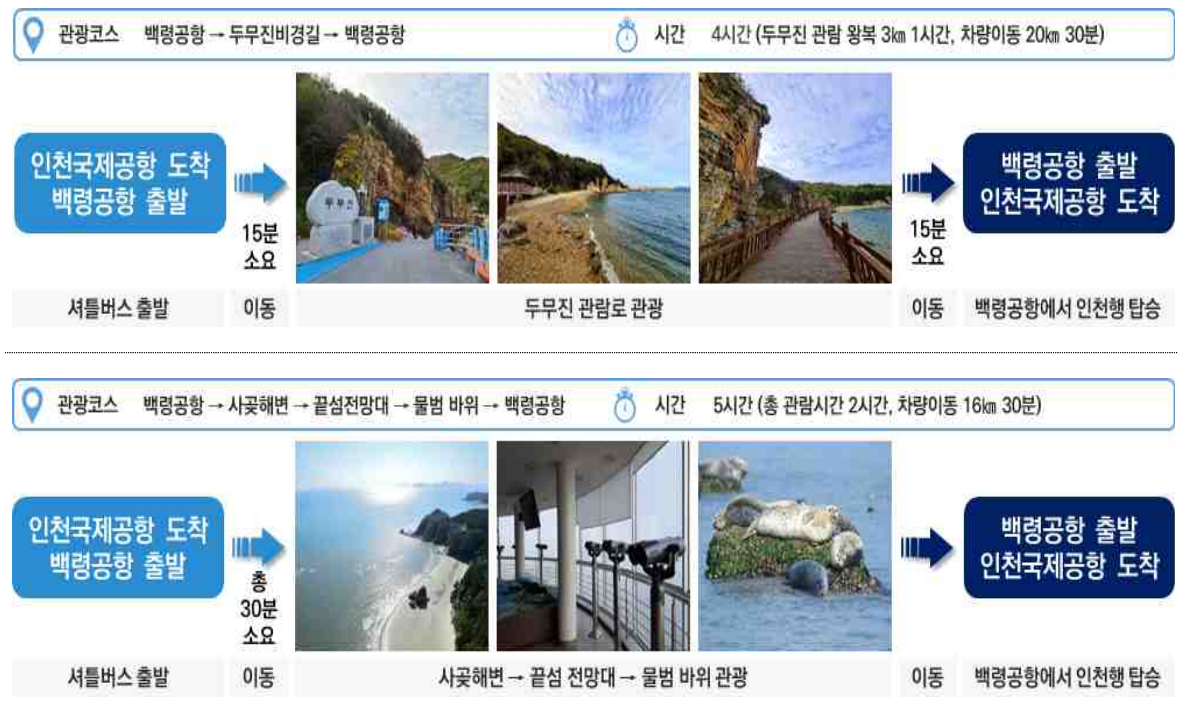 관광코스 백령공항 → 두무진비경길 → 백령공항 시간 4시간 (두무진 관람 왕복 3㎞ 1시간, 차량이동 20㎞ 30분)
인천국제공항 도착
백령공항 출발
15분
소요
두무진
15분
소요
백령공항 출발
인천국제공항 도착
셔틀버스 출발 이동 두무진 관람로 관광 이동 백령공항에서 인천행 탑승
관광코스 백령공항 → 사곶해변 → 끝섬전망대 → 물범 바위 → 백령공항 시간 5시간 (총 관람시간 2시간, 차량이동 16㎞ 30분)
인천국제공항 도착
백령공항 출발
총
30분
소요
백령공항 출발
인천국제공항 도착
셔틀버스 출발 이동 사곶해변 → 끝섬 전망대 → 물범 바위 관광 이동 백령공항에서 인천행 탑승